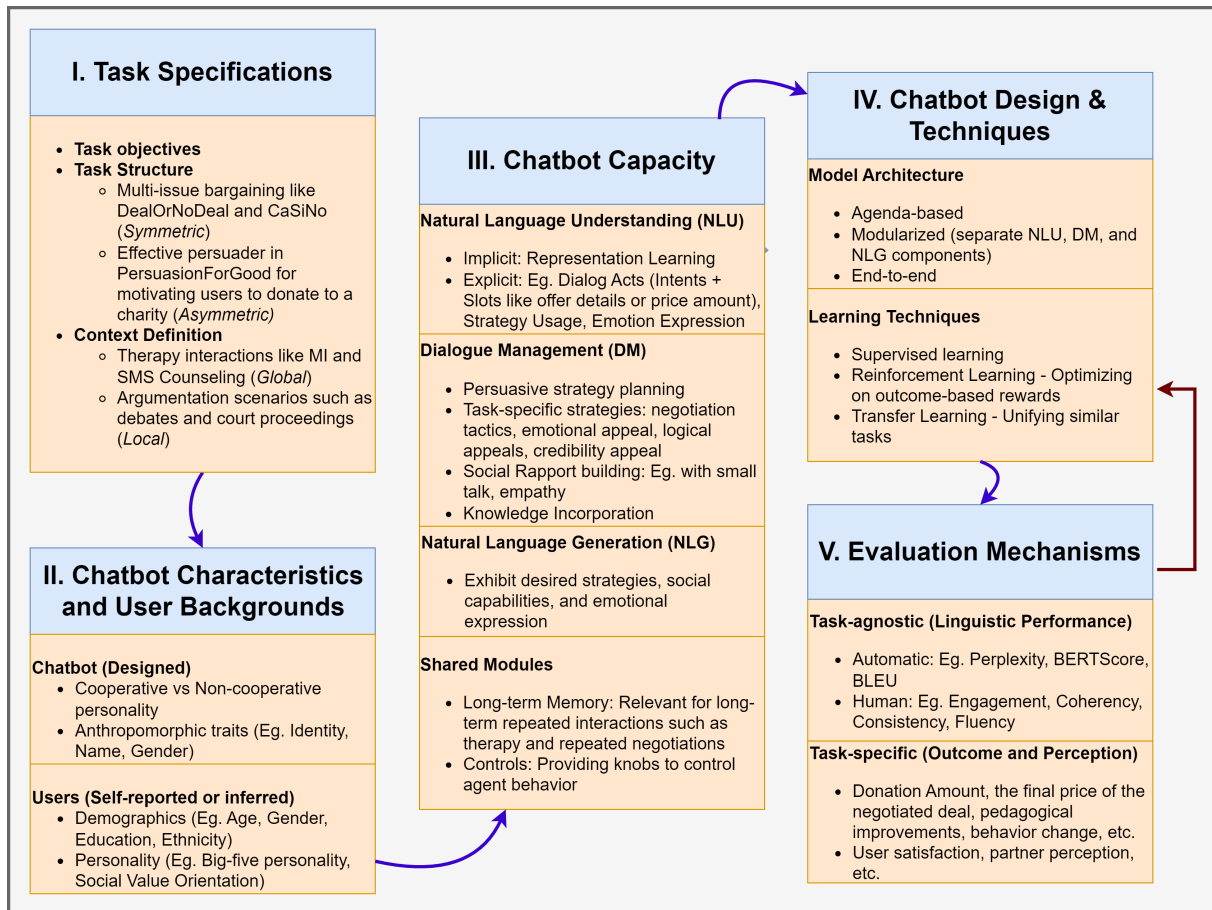 I. Task Specifications
Task objectives
Task Structure
Multi-issue bargaining like
DealOrNoDeal and CaSiNo
(Symmetric)
Effective persuader in
PersuasionForGood for
motivating users to donate to a
charity (Asymmetric)
Context Definition
Therapy interactions like MI and
SMS Counseling (Global)
Argumentation scenarios such as
debates and court proceedings
(Local)
II. Chatbot Characteristics
and User Backgrounds
Chatbot (Designed)
Cooperative vs Non-cooperative
personality
Anthropomorphic traits (Eg. Identity,
Name, Gender)
Users (Self-reported or inferred)
Demographics (Eg. Age, Gender,
Education, Ethnicity)
Personality (Eg. Big-five personality,
Social Value Orientation)
III. Chatbot Capacity
Natural Language Understanding (NLU)
Implicit: Representation Learning
Explicit: Eg. Dialog Acts (Intents +
Slots like offer details or price amount),
Strategy Usage, Emotion Expression
Dialogue Management (DM)
Persuasive strategy planning
Task-specific strategies: negotiation
tactics, emotional appeal, logical
appeals, credibility appeal
Social Rapport building: Eg. with small
talk, empathy
Knowledge Incorporation
Natural Language Generation (NLG)
Exhibit desired strategies, social
capabilities, and emotional
expression
Shared Modules
Long-term Memory: Relevant for long-
term repeated interactions such as
therapy and repeated negotiations
Controls: Providing knobs to control
agent behavior
IV. Chatbot Design &
Techniques
Model Architecture
Agenda-based
Modularized (separate NLU, DM, and
NLG components)
End-to-end
Learning Techniques
Supervised learning
Reinforcement Learning - Optimizing
on outcome-based rewards
Transfer Learning - Unifying similar
tasks
V. Evaluation Mechanisms
Task-agnostic (Linguistic Performance)
Automatic: Eg. Perplexity, BERTScore,
BLEU
Human: Eg. Engagement, Coherency,
Consistency, Fluency
Task-specific (Outcome and Perception)
Donation Amount, the final price of the
negotiated deal, pedagogical
improvements, behavior change, etc.
User satisfaction, partner perception,
etc.